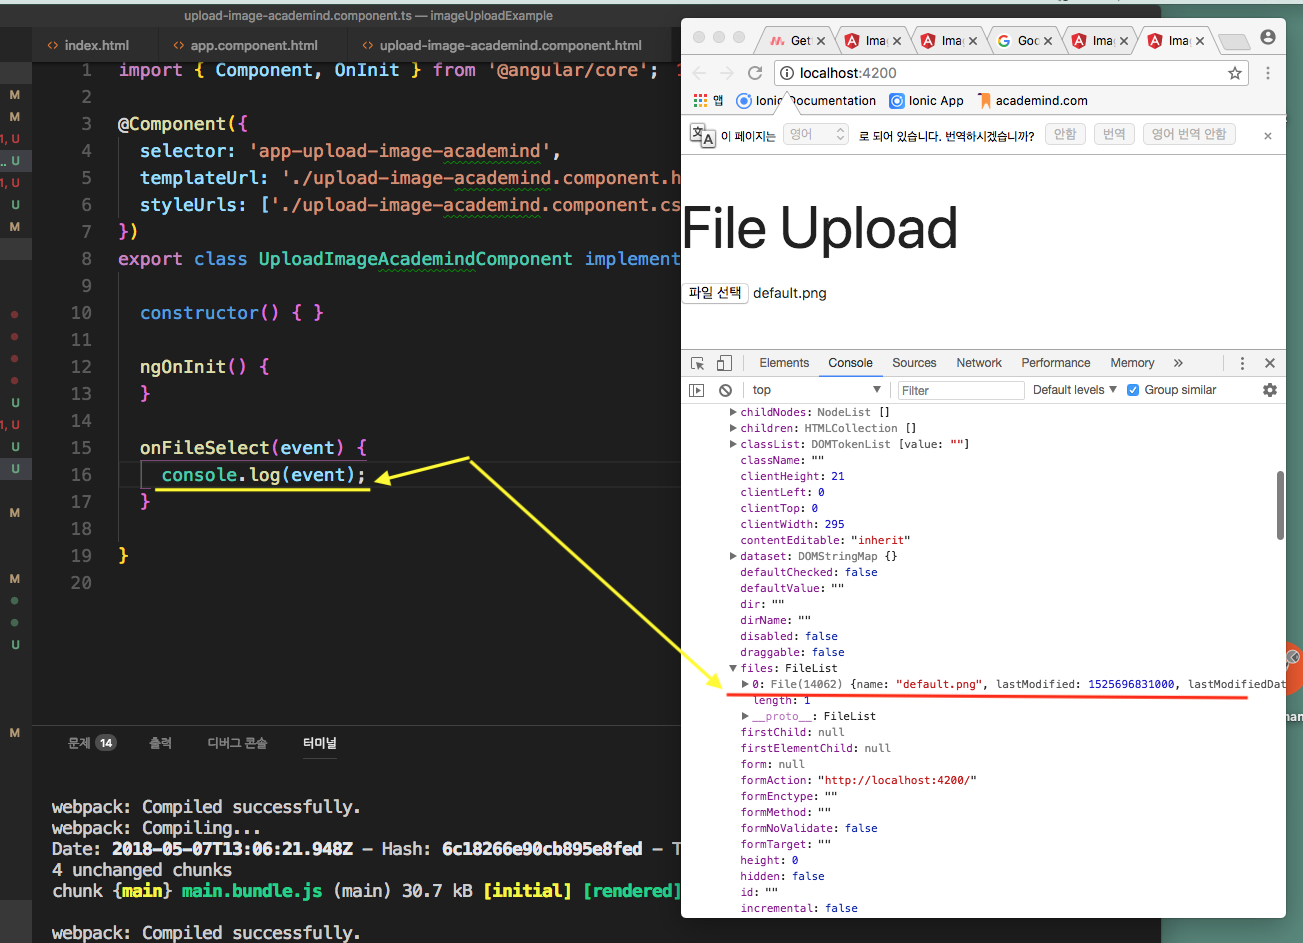 upload-image-academind.component.ts — imageUploadExample
<> index.html
<> app.component.html
<> upload-image-academind.component.html
M
M
1, U
... U
1, U
U
M
U
1, U
U
U
M
M
U
M
1 import { Component, OnInit } from '@angular/core';
2
3 @Component({
4 selector: 'app-upload-image-academind',
5 templateUrl: './upload-image-academind.component.h
6 styleUrls: ['./upload-image-academind.component.cs
7 })
8 export class UploadImageAcademindComponent implement
9
10 constructor() { }
11
12 ngOnInit() {
13 }
14
15 onFileSelect(event) {
16 console.log(event);
17 }
18
19 }
20
문제 14 출력 디버그 콘솔 터미널
webpack: Compiled successfully.
webpack: Compiling...
Date: 2018-05-07T13:06:21.948Z - Hash: 6c18266e90cb895e8fed - T
4 unchanged chunks
chunk {main} main.bundle.js (main) 30.7 kB [initial] [rendered]
webpack: Compiled successfully.
Get
Ima
Ima
Goo
Ima
Ima
localhost:4200
앱 Ionic Documentation Ionic App academind.com
이 페이지는 영어 로 되어 있습니다. 번역하시겠습니까? 안함 번역 영어 번역 안함
File Upload
파일 선택 default.png
Elements Console Sources Network Performance Memory »
top Filter Default levels Group similar
childNodes: NodeList []
children: HTMLCollection []
classList: DOMTokenList [value: ""]
className: ""
clientHeight: 21
clientLeft: 0
clientTop: 0
clientWidth: 295
contentEditable: "inherit"
dataset: DOMStringMap {}
defaultChecked: false
defaultValue: ""
dir: ""
dirName: ""
disabled: false
draggable: false
files: FileList
0: File(14062) {name: "default.png", lastModified: 1525696831000, lastModifiedDat
length: 1
__proto__: FileList
firstChild: null
firstElementChild: null
form: null
formAction: "http://localhost:4200/"
formEnctype: ""
formMethod: ""
formNoValidate: false
formTarget: ""
height: 0
hidden: false
id: ""
incremental: false